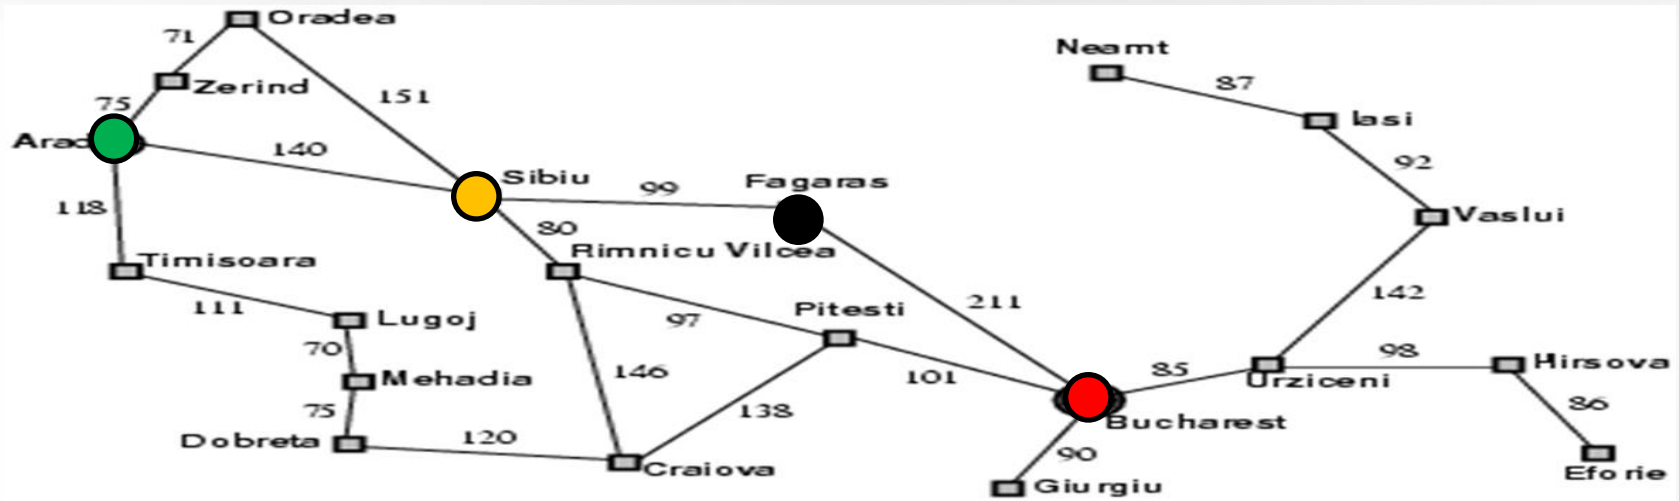 Oradea
71
Neamt
Zerind
87
151
75
Iasi
Arad
140
92
Sibiu
99
Fagaras
118
Vaslui
80
Rimnicu Vilcea
Timisoara
142
211
111
Pitesti
Lugoj
97
70
98
Hirsova
146
85
101
Mehadia
Urziceni
86
75
138
Bucharest
120
Dobreta
90
Craiova
Eforie
Giurgiu